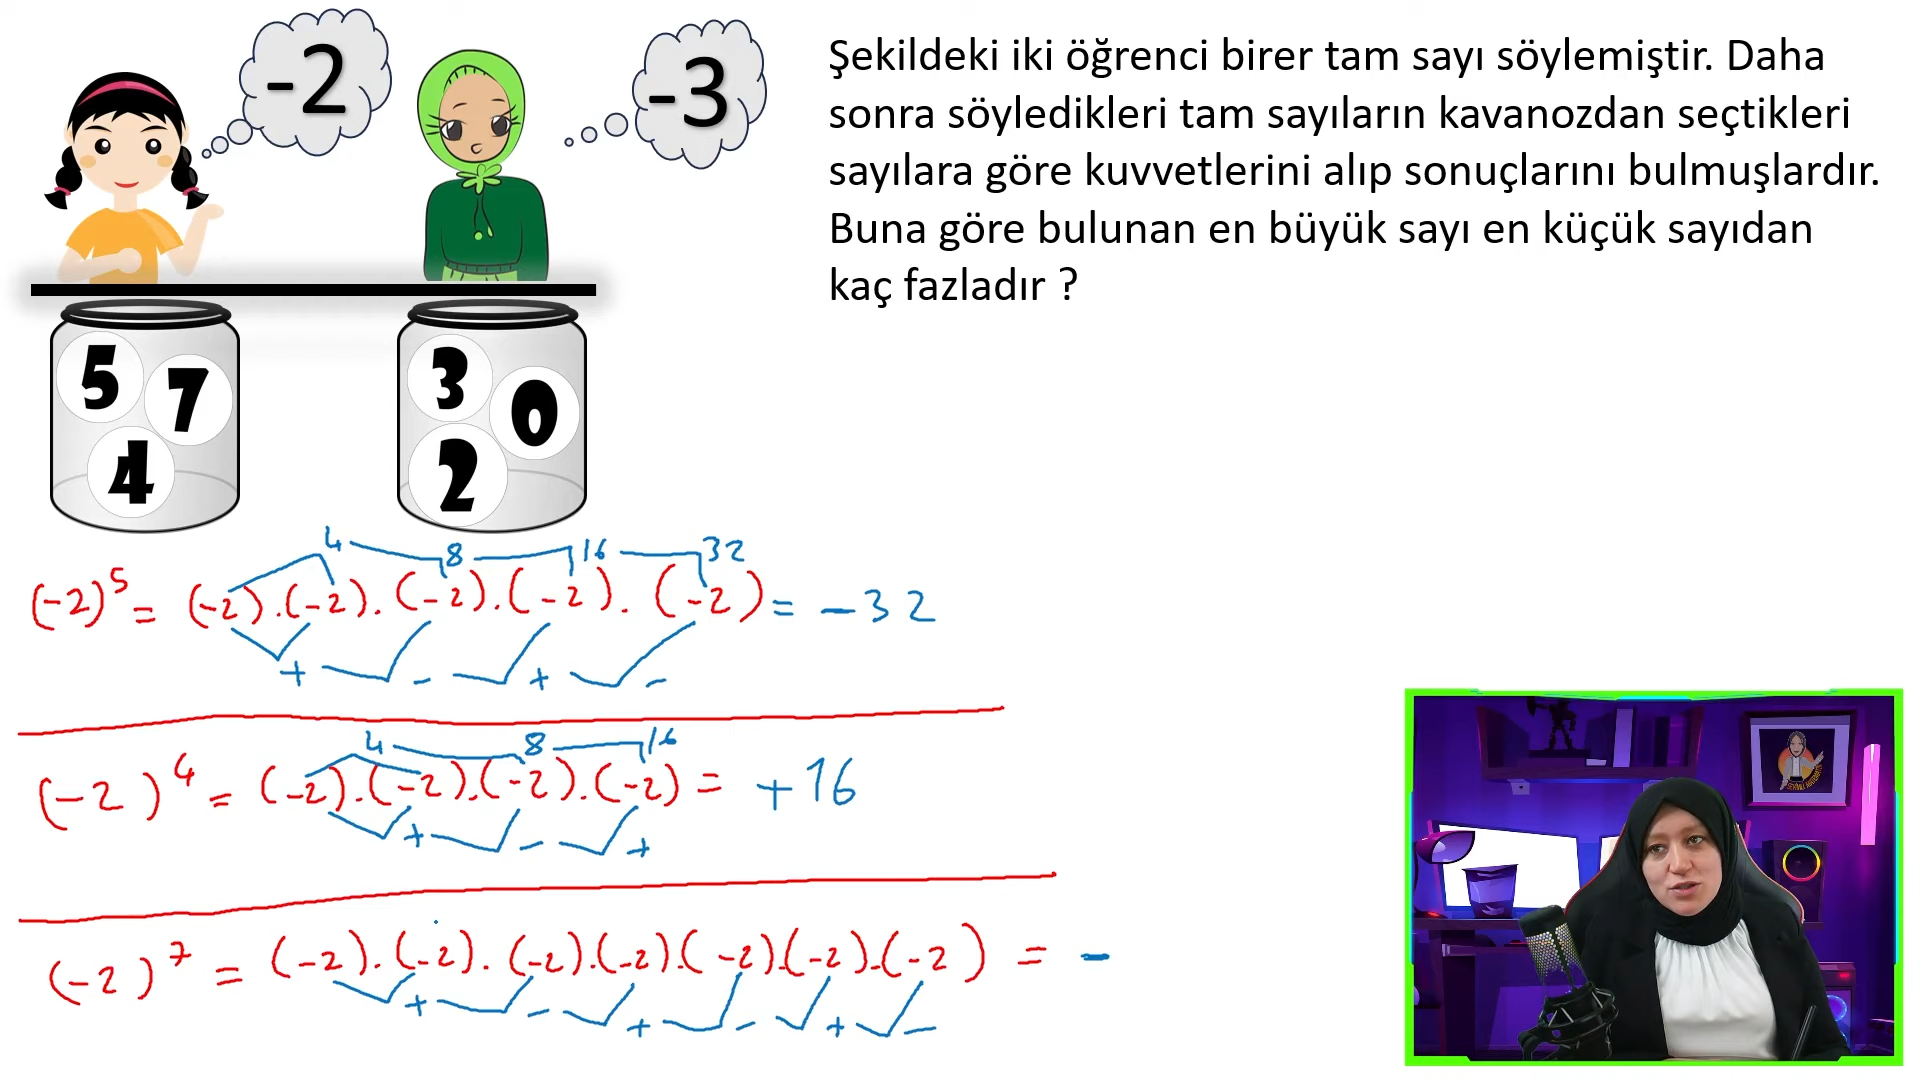 -2
-3
Şekildeki iki öğrenci birer tam sayı söylemiştir. Daha
sonra söyledikleri tam sayıların kavanozdan seçtikleri
sayılara göre kuvvetlerini alıp sonuçlarını bulmuşlardır.
Buna göre bulunan en büyük sayı en küçük sayıdan
kaç fazladır ?
5
7
4
3
0
2
4 8 16 32
(-2)⁵ = (-2).(-2).(-2).(-2).(-2) = -32
+ - + -
4 8 16
(-2)⁴ = (-2).(-2).(-2).(-2) = +16
+ - +
(-2)⁷ = (-2).(-2).(-2).(-2).(-2).(-2).(-2) = -
+ - + - + -